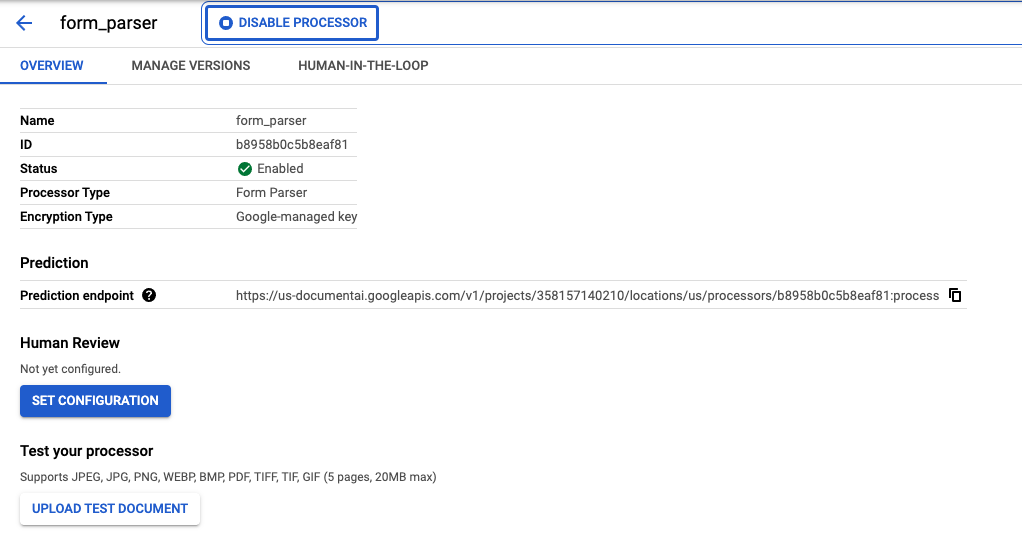 form_parser DISABLE PROCESSOR
OVERVIEW MANAGE VERSIONS HUMAN-IN-THE-LOOP
Name form_parser
ID b8958b0c5b8eaf81
Status Enabled
Processor Type Form Parser
Encryption Type Google-managed key
Prediction
Prediction endpoint ? https://us-documentai.googleapis.com/v1/projects/358157140210/locations/us/processors/b8958b0c5b8eaf81:process
Human Review
Not yet configured.
SET CONFIGURATION
Test your processor
Supports JPEG, JPG, PNG, WEBP, BMP, PDF, TIFF, TIF, GIF (5 pages, 20MB max)
UPLOAD TEST DOCUMENT